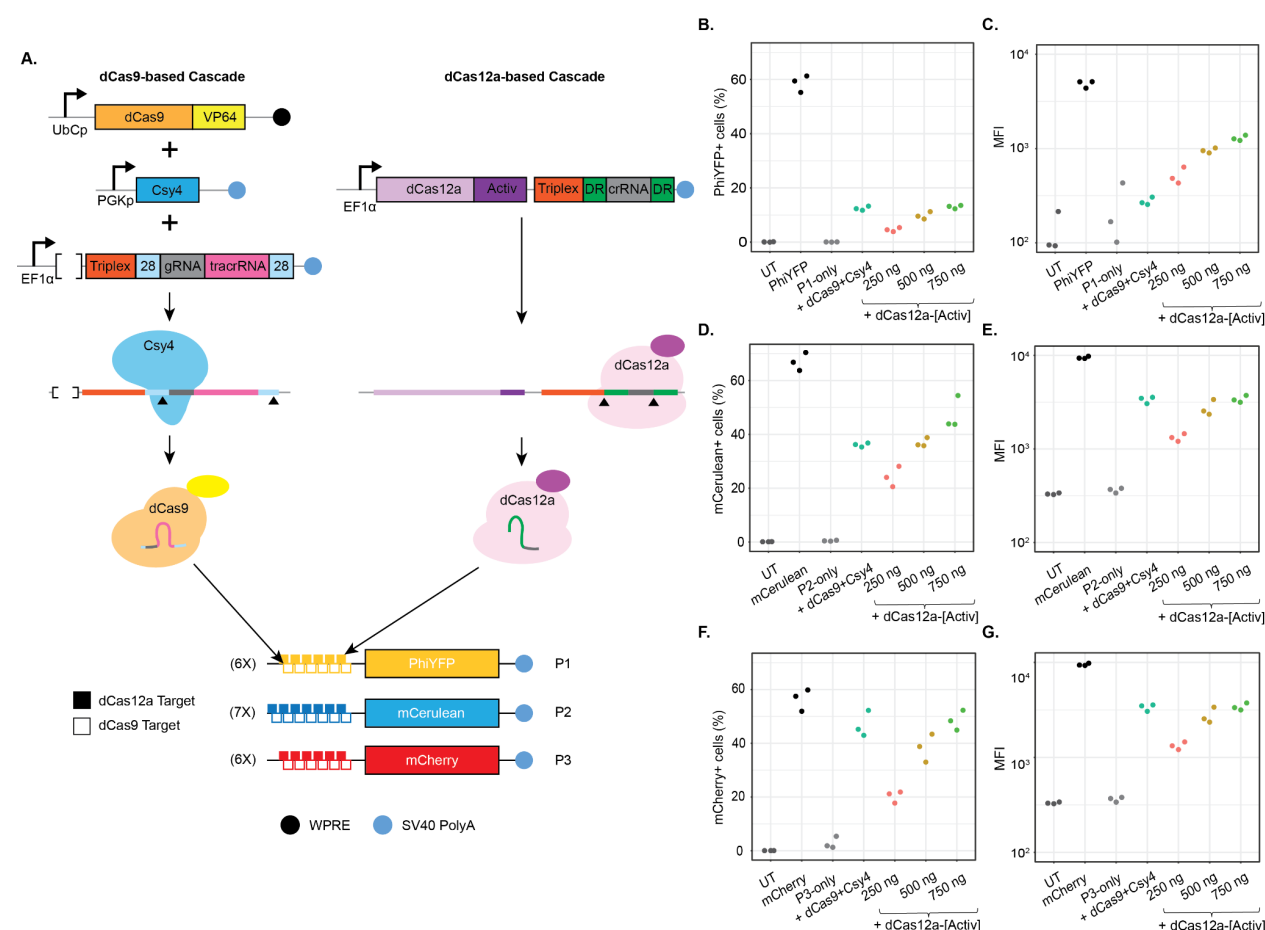 A.
dCas9-based Cascade
dCas12a-based Cascade
UbCp
dCas9
VP64
+
PGKp
Csy4
+
EF1α
Triplex
28
gRNA
tracrRNA
28
EF1α
dCas12a
Activ
Triplex
DR
crRNA
DR
Csy4
dCas12a
dCas9
dCas12a
(6X)
PhiYFP
P1
(7X)
mCerulean
P2
(6X)
mCherry
P3
dCas12a Target
dCas9 Target
WPRE
SV40 PolyA
B.
PhiYFP+ cells (%)
60
40
20
0
UT
PhiYFP
P1-only
+ dCas9+Csy4
250 ng
500 ng
750 ng
+ dCas12a-[Activ]
C.
MFI
10⁴
10³
10²
UT
PhiYFP
P1-only
+ dCas9+Csy4
250 ng
500 ng
750 ng
+ dCas12a-[Activ]
D.
mCerulean+ cells (%)
60
40
20
0
UT
mCerulean
P2-only
+ dCas9+Csy4
250 ng
500 ng
750 ng
+ dCas12a-[Activ]
E.
MFI
10⁴
10³
10²
UT
mCerulean
P2-only
+ dCas9+Csy4
250 ng
500 ng
750 ng
+ dCas12a-[Activ]
F.
mCherry+ cells (%)
60
40
20
0
UT
mCherry
P3-only
+ dCas9+Csy4
250 ng
500 ng
750 ng
+ dCas12a-[Activ]
G.
MFI
10⁴
10³
10²
UT
mCherry
P3-only
+ dCas9+Csy4
250 ng
500 ng
750 ng
+ dCas12a-[Activ]